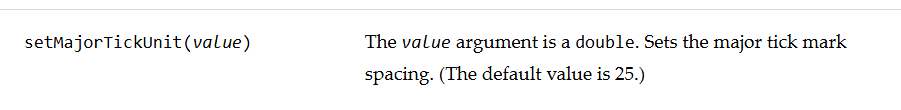 setMajorTickUnit(value) The value argument is a double. Sets the major tick mark
spacing. (The default value is 25.)